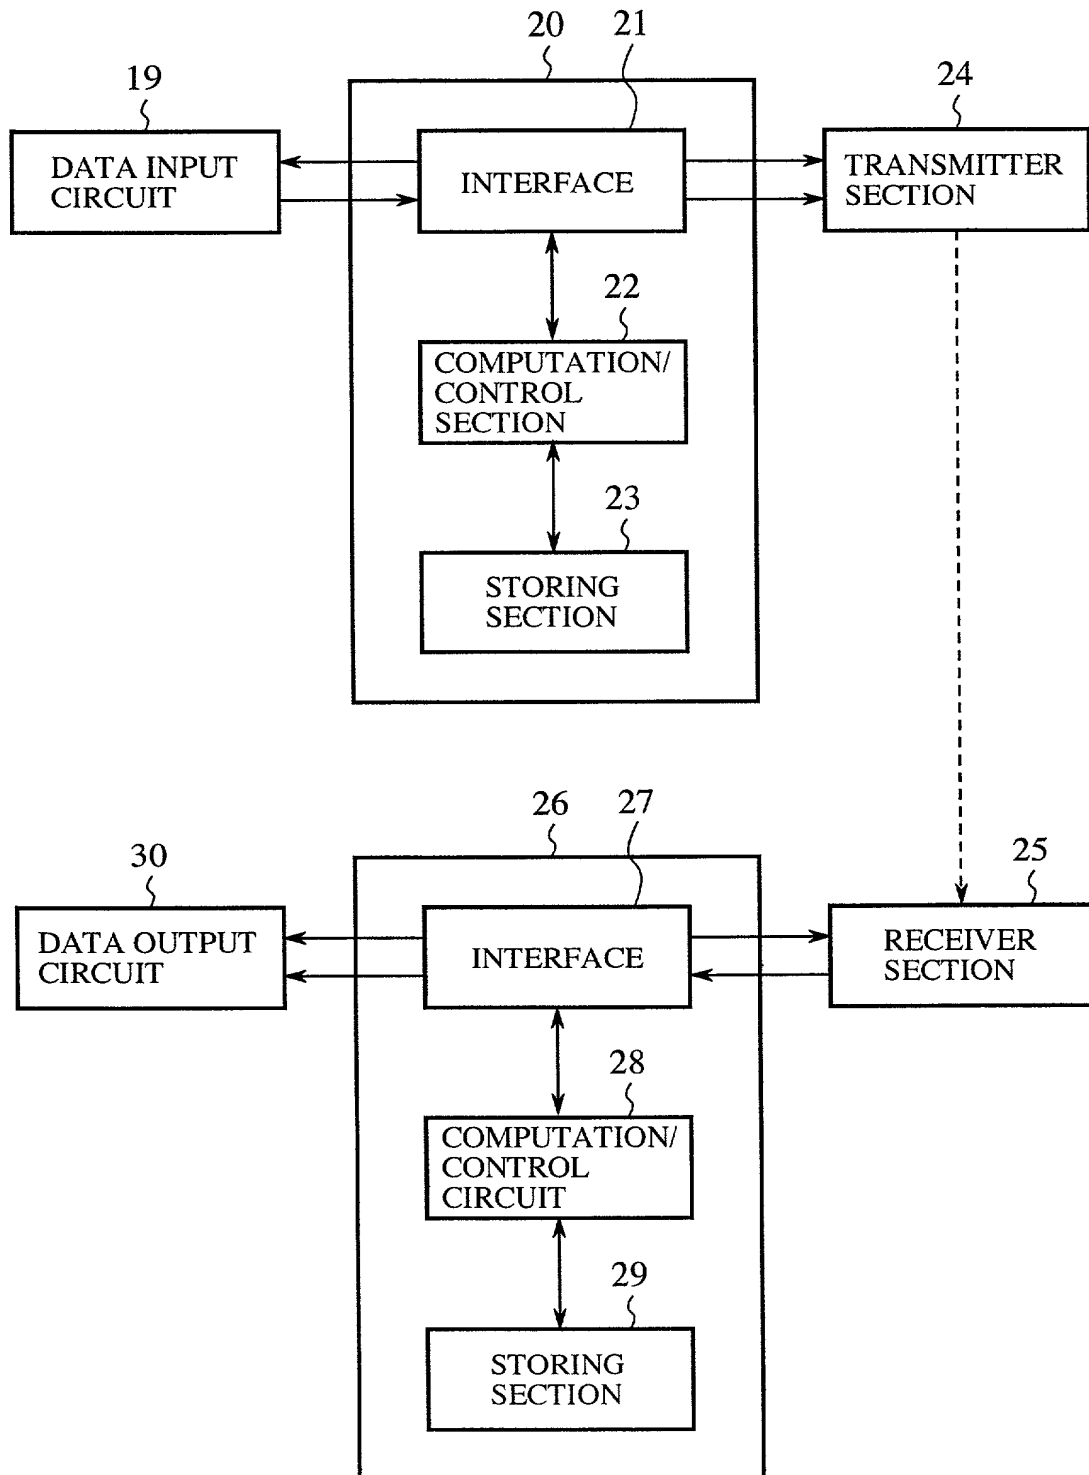 20
21
19
24
DATA INPUT
CIRCUIT
INTERFACE
TRANSMITTER
SECTION
22
COMPUTATION/
CONTROL
SECTION
23
STORING
SECTION
26
27
30
25
DATA OUTPUT
CIRCUIT
INTERFACE
RECEIVER
SECTION
28
COMPUTATION/
CONTROL
CIRCUIT
29
STORING
SECTION